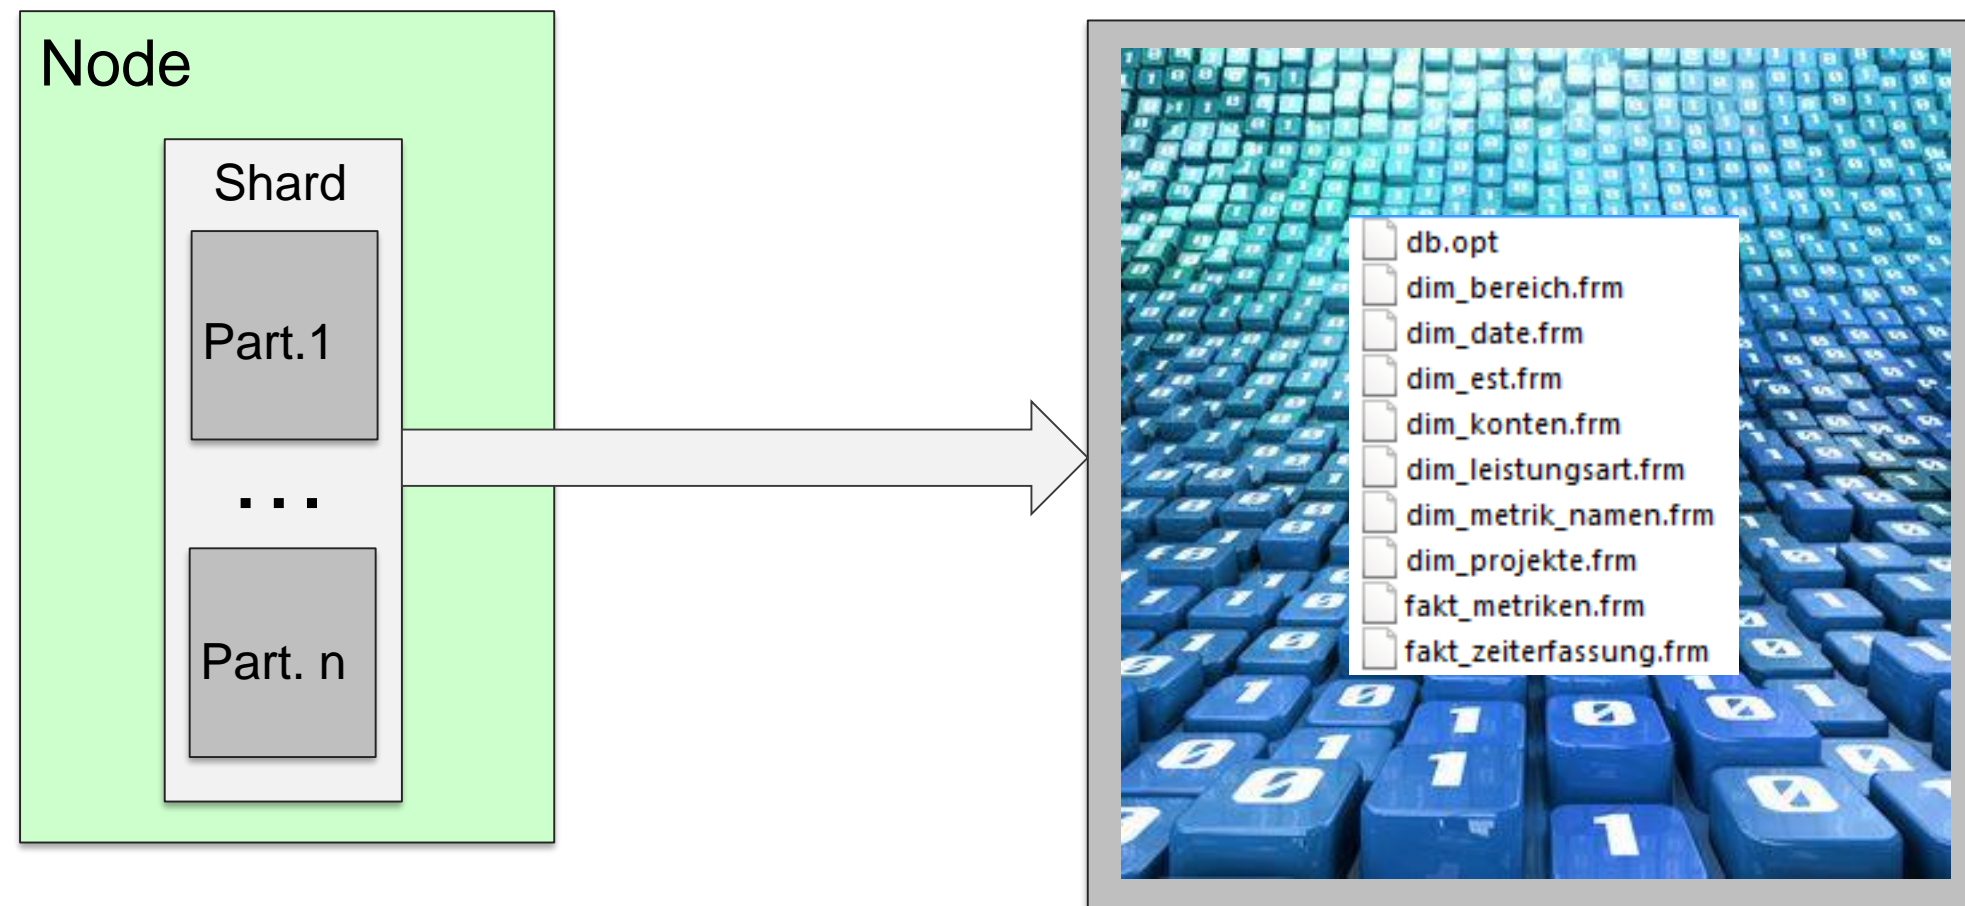 Node
Shard
Part.1
...
Part. n
db.opt
dim_bereich.frm
dim_date.frm
dim_est.frm
dim_konten.frm
dim_leistungsart.frm
dim_metrik_namen.frm
dim_projekte.frm
fakt_metriken.frm
fakt_zeiterfassung.frm